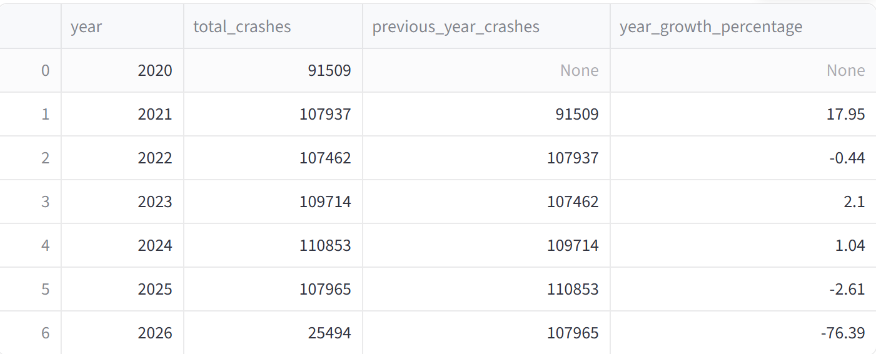 year total_crashes previous_year_crashes year_growth_percentage
0 2020 91509 None None
1 2021 107937 91509 17.95
2 2022 107462 107937 -0.44
3 2023 109714 107462 2.1
4 2024 110853 109714 1.04
5 2025 107965 110853 -2.61
6 2026 25494 107965 -76.39